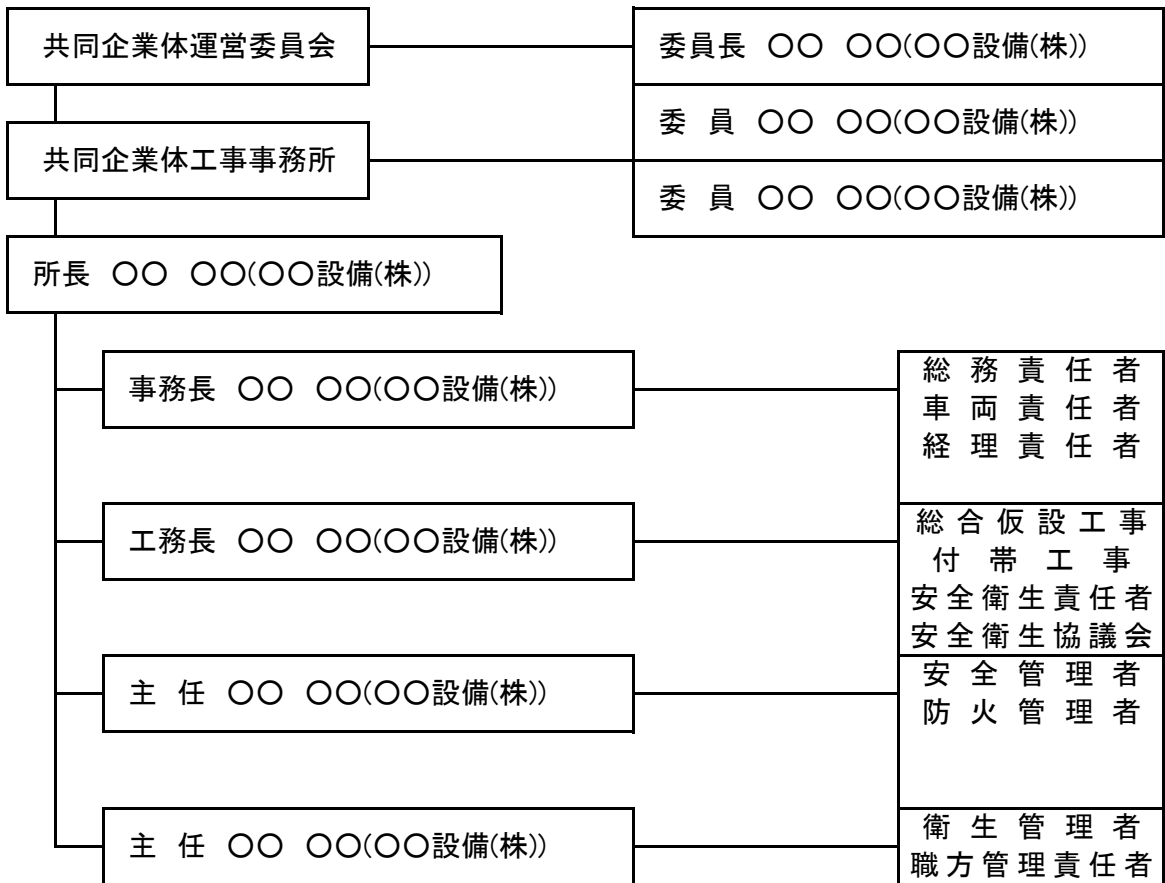 共同企業体運営委員会
委員長 〇〇 〇〇(〇〇設備(株))
委 員 〇〇 〇〇(〇〇設備(株))
共同企業体工事事務所
委 員 〇〇 〇〇(〇〇設備(株))
所長 〇〇 〇〇(〇〇設備(株))
事務長 〇〇 〇〇(〇〇設備(株))
総務責任者
車両責任者
経理責任者
工務長 〇〇 〇〇(〇〇設備(株))
総合仮設工事
付帯工事
安全衛生責任者
安全衛生協議会
主 任 〇〇 〇〇(〇〇設備(株))
安全管理者
防火管理者
主 任 〇〇 〇〇(〇〇設備(株))
衛生管理者
職方管理責任者